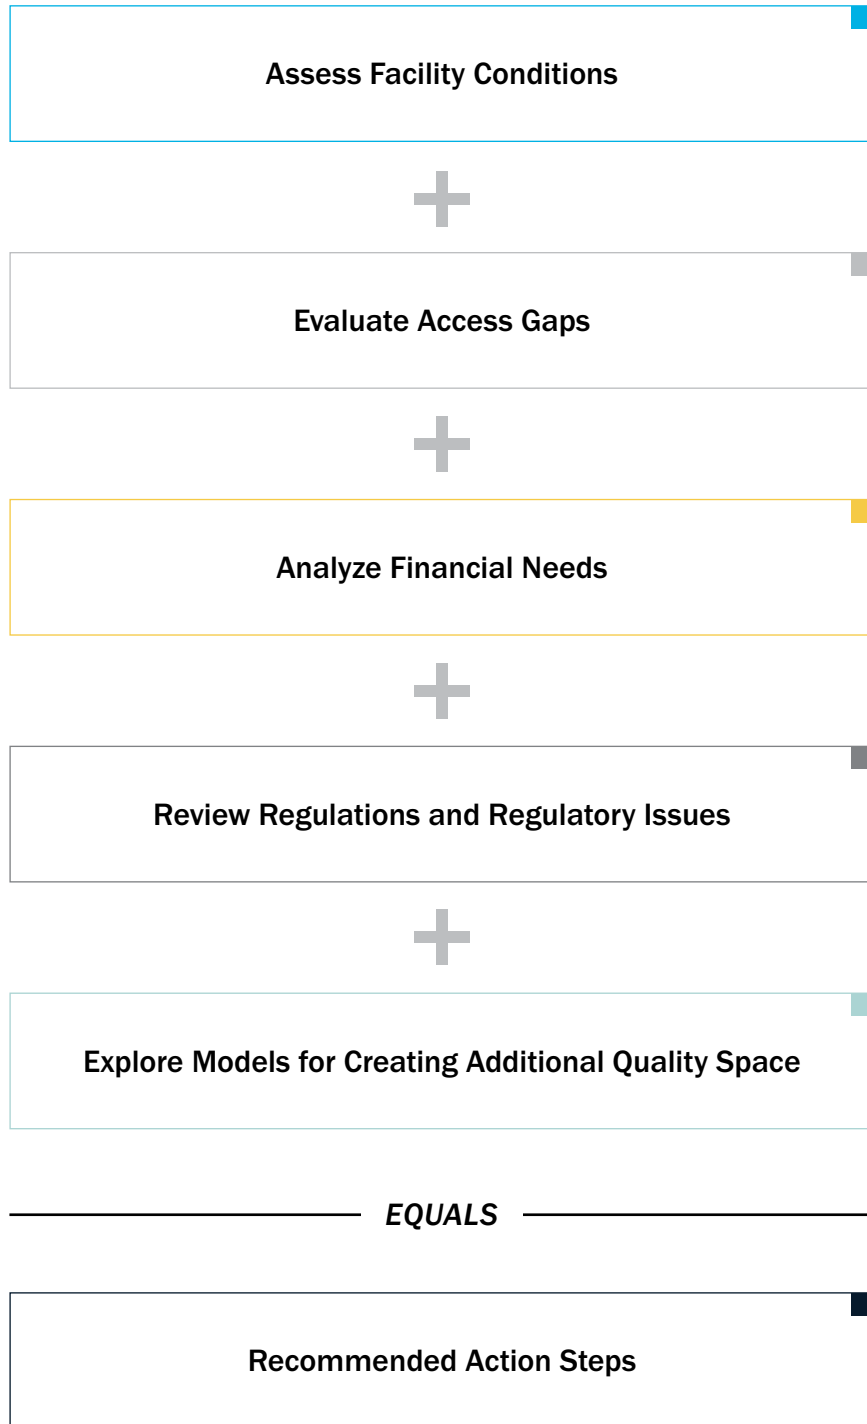 Assess Facility Conditions
Evaluate Access Gaps
Analyze Financial Needs
Review Regulations and Regulatory Issues
Explore Models for Creating Additional Quality Space
EQUALS
Recommended Action Steps